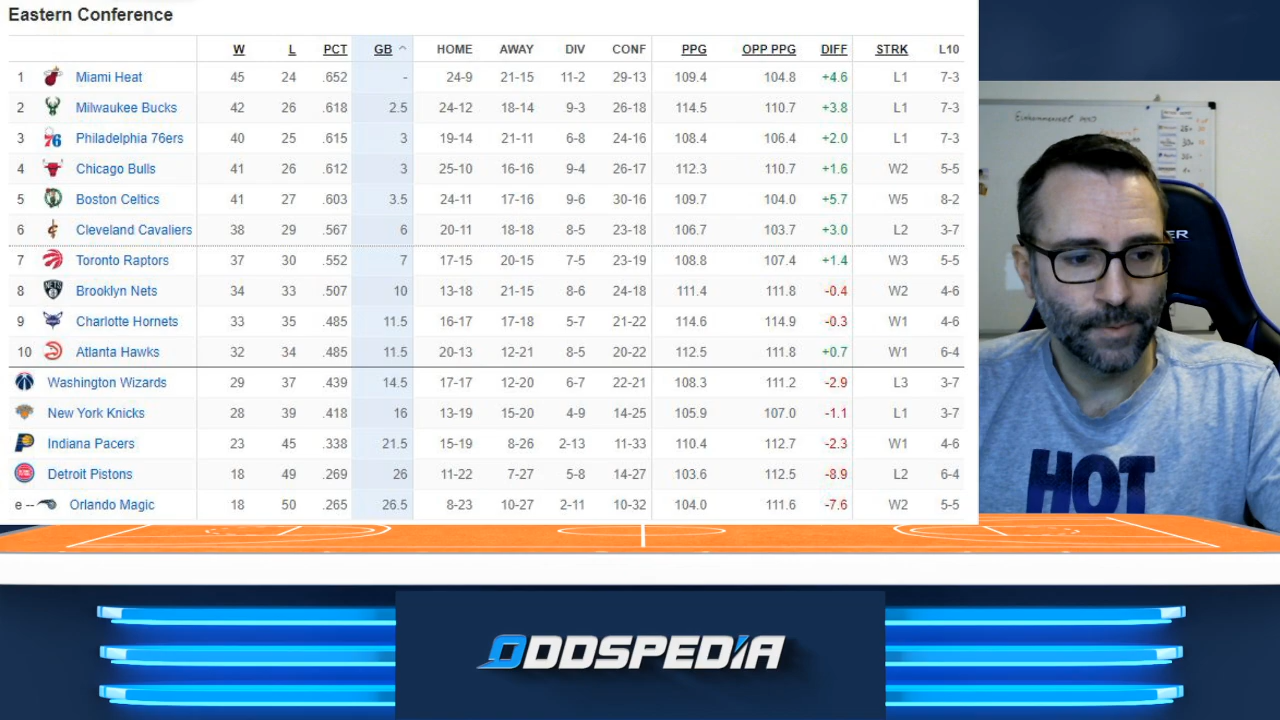 Eastern Conference
W L PCT GB HOME AWAY DIV CONF PPG OPP PPG DIFF STRK L10
1 Miami Heat 45 24 .652 - 24-9 21-15 11-2 29-13 109.4 104.8 +4.6 L1 7-3
2 Milwaukee Bucks 42 26 .618 2.5 24-12 18-14 9-3 26-18 114.5 110.7 +3.8 L1 7-3
3 Philadelphia 76ers 40 25 .615 3 6-8 24-16 108.4 106.4 +2.0 L1 7-3
4 Chicago Bulls 41 26 .612 3 16-16 9-4 26-17 112.3 110.7 +1.6 W2 5-5
5 Boston Celtics 41 27 .603 3.5 24-11 17-16 9-6 30-16 109.7 104.0 +5.7 W5 8-2
6 Cleveland Cavaliers 38 29 .567 6 20-11 18-18 8-5 23-18 106.7 103.7 +3.0 L2 3-7
7 Toronto Raptors 37 30 .552 7 20-15 7-5 23-19 108.8 107.4 +1.4 W3 5-5
8 Brooklyn Nets 34 33 .507 10 13-18 21-15 8-6 24-18 111.4 111.8 -0.4 W2 4-6
9 Charlotte Hornets 33 35 .485 11.5 16-17 17-18 5-7 21-22 114.6 114.9 -0.3 W1 4-6
10 Atlanta Hawks 32 34 .485 11.5 20-13 12-21 8-5 20-22 112.5 111.8 +0.7 W1 6-4
Washington Wizards 29 37 .439 14.5 17-17 12-20 6-7 22-21 108.3 111.2 -2.9 L3 3-7
New York Knicks 28 39 .418 16 13-19 15-20 4-9 14-25 105.9 107.0 -1.1 L1 3-7
Indiana Pacers 23 45 .338 21.5 15-19 8-26 2-13 11-33 110.4 112.7 -2.3 W1 4-6
Detroit Pistons 18 49 .269 26 11-22 7-27 5-8 14-27 103.6 112.5 -8.9 L2 6-4
e -- Orlando Magic 18 50 .265 26.5 8-23 10-27 2-11 10-32 104.0 111.6 -7.6 W2 5-5
HOT
ODDSPEDIA